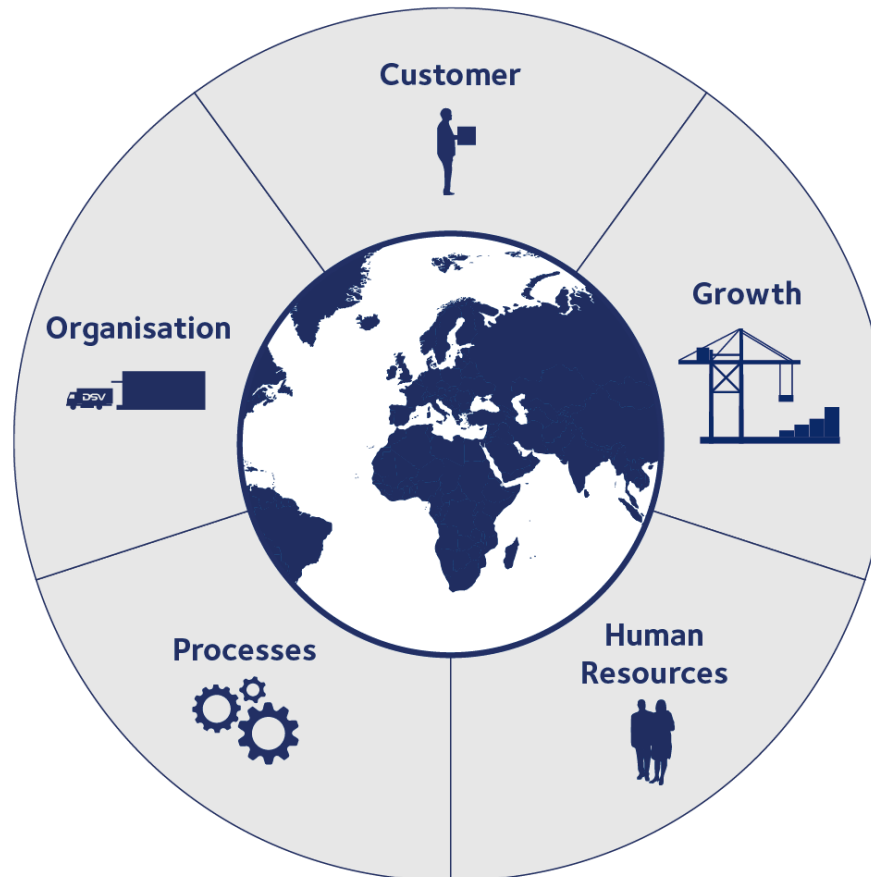 Customer
Growth
Organisation
DSV
Processes
Human
Resources